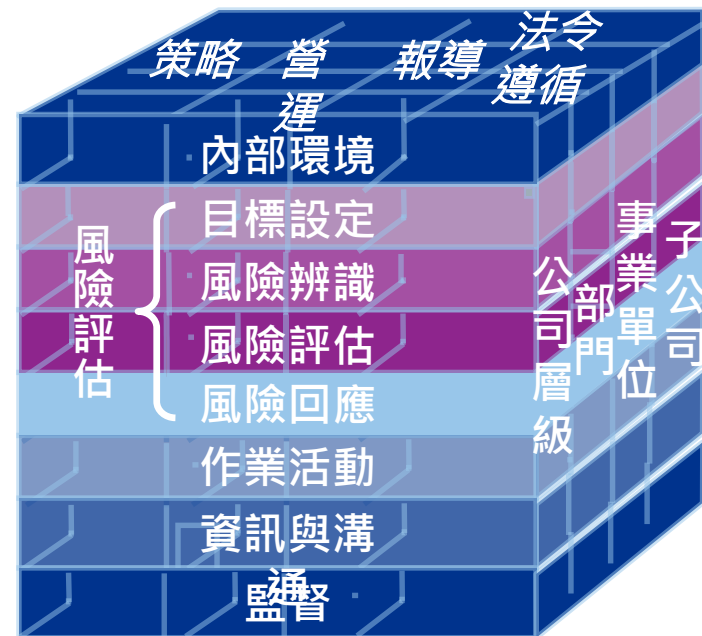 策略
營
運
報導
法令
遵循
內部環境
目標設定
風險辨識
風險評估
風險回應
作業活動
資訊與溝
通
監督
風
險
評
估
公
司
層
級
部
門
事
業
單
位
子
公
司